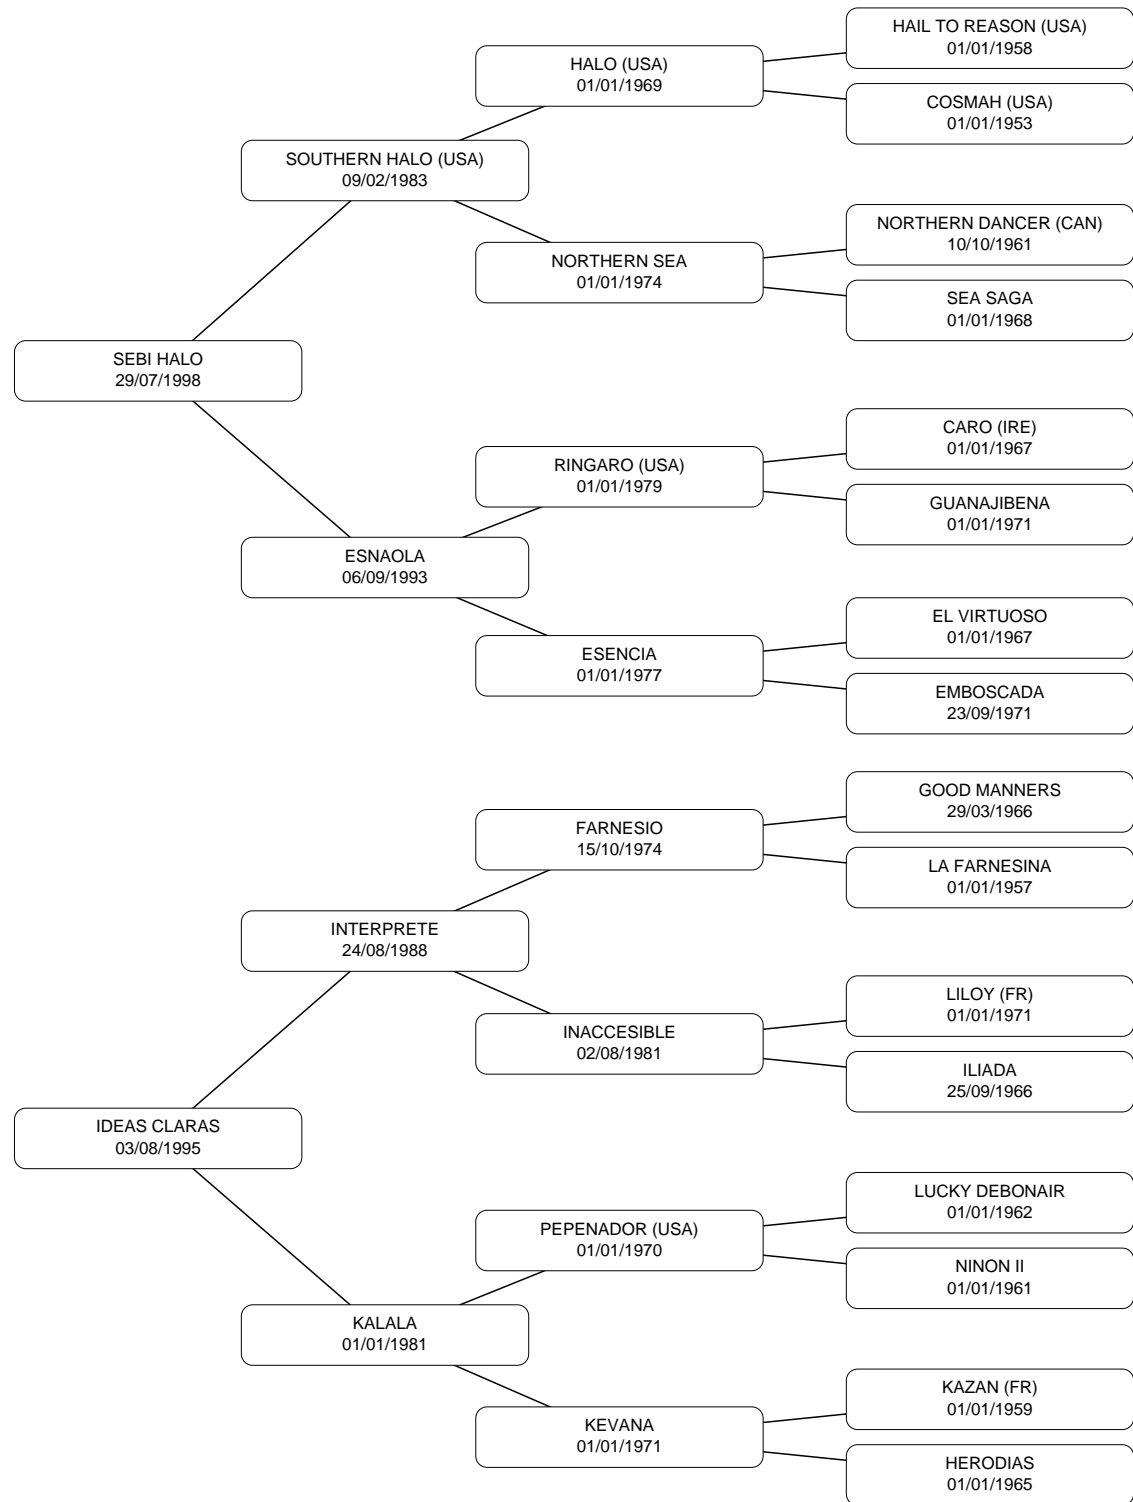 HAIL TO REASON (USA)
01/01/1958
HALO (USA)
01/01/1969
COSMAH (USA)
01/01/1953
SOUTHERN HALO (USA)
09/02/1983
NORTHERN DANCER (CAN)
10/10/1961
NORTHERN SEA
01/01/1974
SEA SAGA
01/01/1968
SEBI HALO
29/07/1998
CARO (IRE)
01/01/1967
RINGARO (USA)
01/01/1979
GUANAJIBENA
01/01/1971
ESNAOLA
06/09/1993
EL VIRTUOSO
01/01/1967
ESENCIA
01/01/1977
EMBOSCADA
23/09/1971
GOOD MANNERS
29/03/1966
FARNESIO
15/10/1974
LA FARNESINA
01/01/1957
INTERPRETE
24/08/1988
LILOY (FR)
01/01/1971
INACCESIBLE
02/08/1981
ILIADA
25/09/1966
IDEAS CLARAS
03/08/1995
LUCKY DEBONAIR
01/01/1962
PEPENADOR (USA)
01/01/1970
NINON II
01/01/1961
KALALA
01/01/1981
KAZAN (FR)
01/01/1959
KEVANA
01/01/1971
HERODIAS
01/01/1965